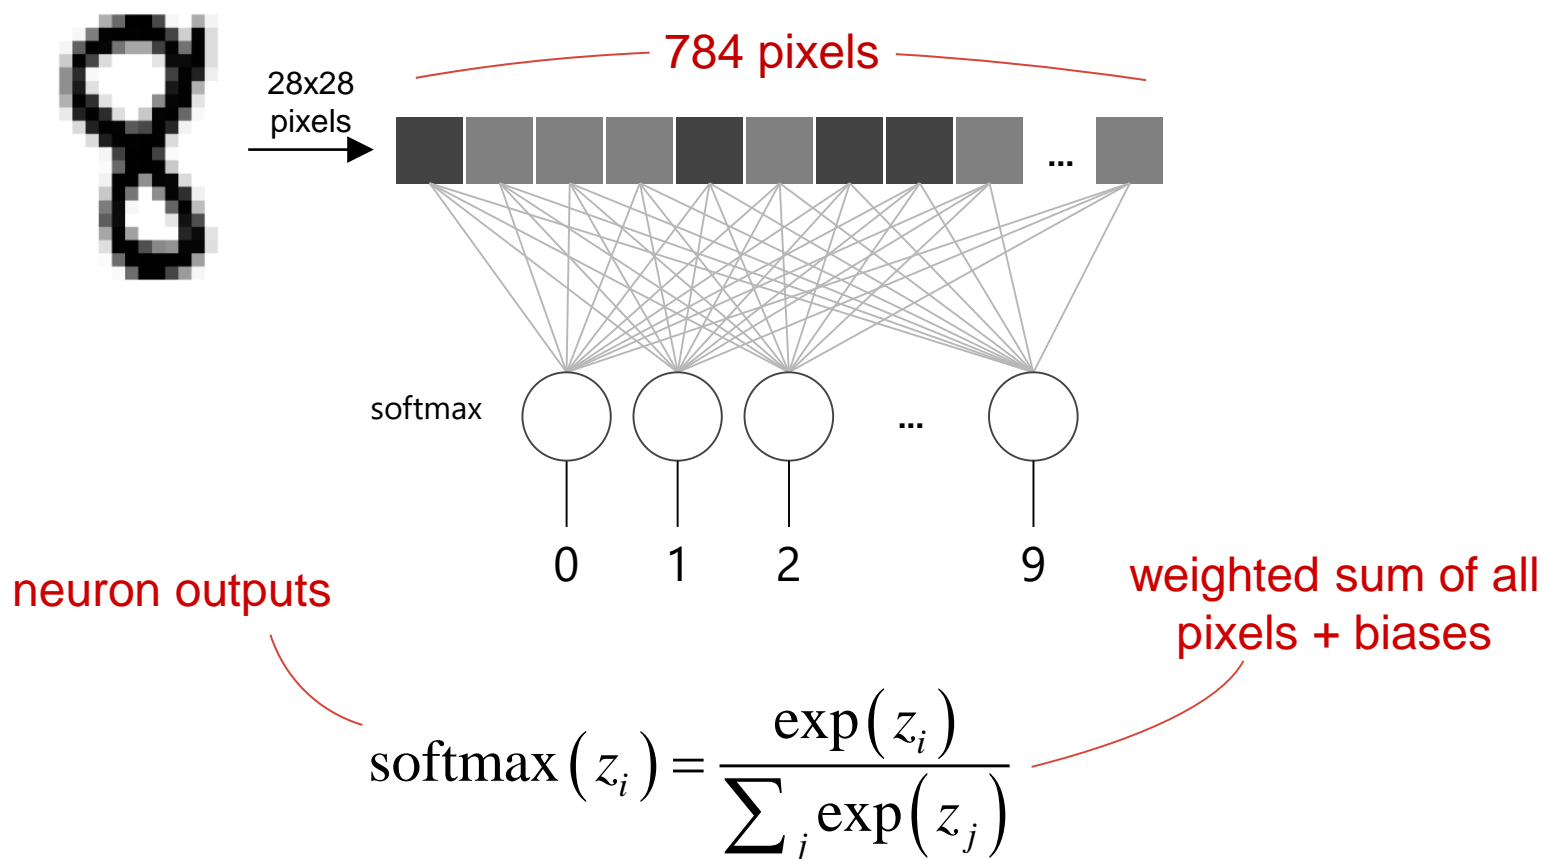 784 pixels
28x28
pixels
...
softmax
...
0 1 2 9
neuron outputs
weighted sum of all
pixels + biases
softmax(z_i) = exp(z_i) / ∑_j exp(z_j)